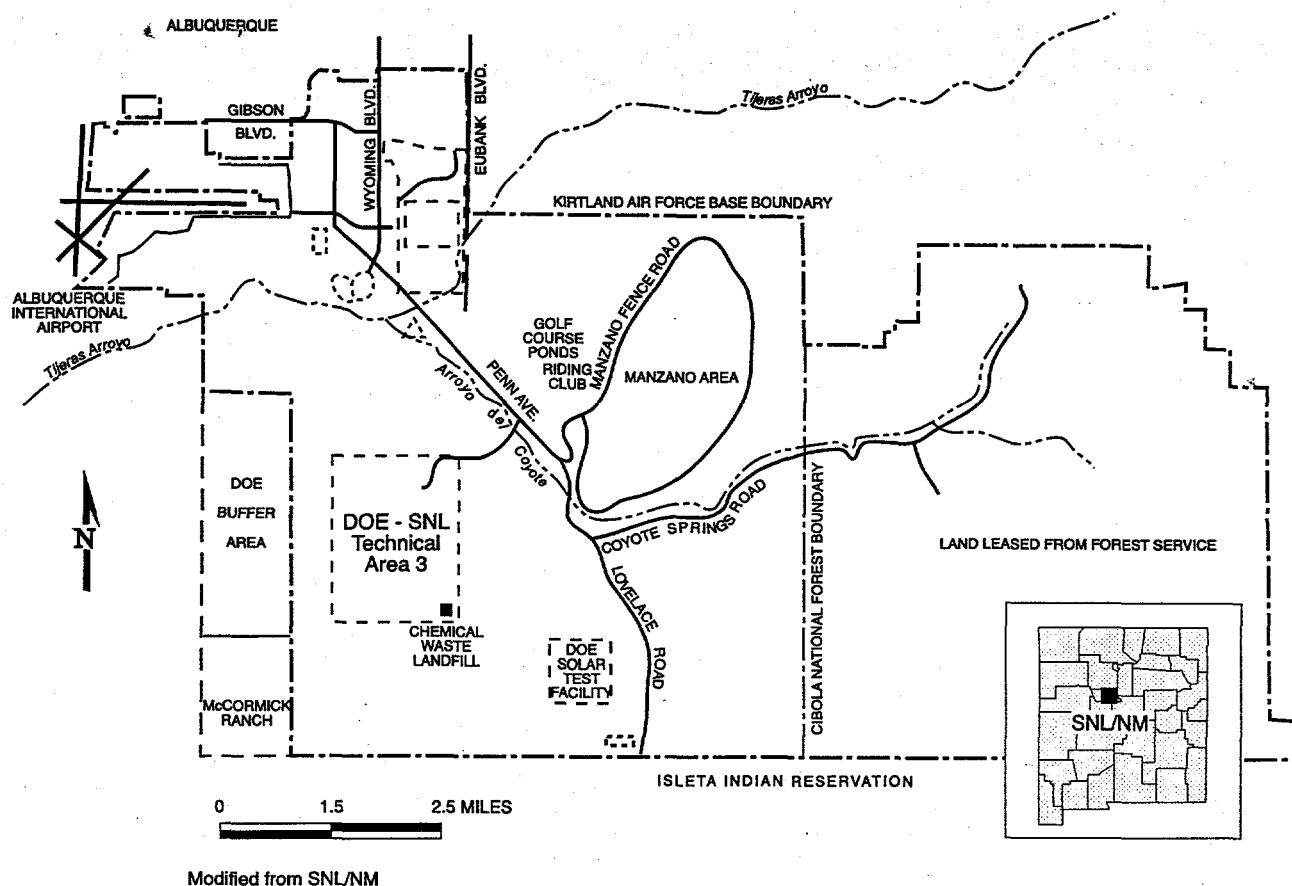 ALBUQUERQUE
GIBSON
BLVD.
WYOMING BLVD.
EUBANK BLVD.
Tijeras Arroyo
KIRTLAND AIR FORCE BASE BOUNDARY
ALBUQUERQUE
INTERNATIONAL
AIRPORT
Tijeras Arroyo
GOLF
COURSE
PONDS
RIDING
CLUB
MANZANO FENCE ROAD
MANZANO AREA
PENN AVE.
Arroyo
del
Coyote
DOE
BUFFER
AREA
N
DOE - SNL
Technical
Area 3
COYOTE SPRINGS ROAD
CIBOLA NATIONAL FOREST BOUNDARY
LAND LEASED FROM FOREST SERVICE
LOVELACE ROAD
CHEMICAL
WASTE
LANDFILL
DOE
SOLAR
TEST
FACILITY
McCORMICK
RANCH
SNL/NM
ISLETA INDIAN RESERVATION
0 1.5 2.5 MILES
Modified from SNL/NM